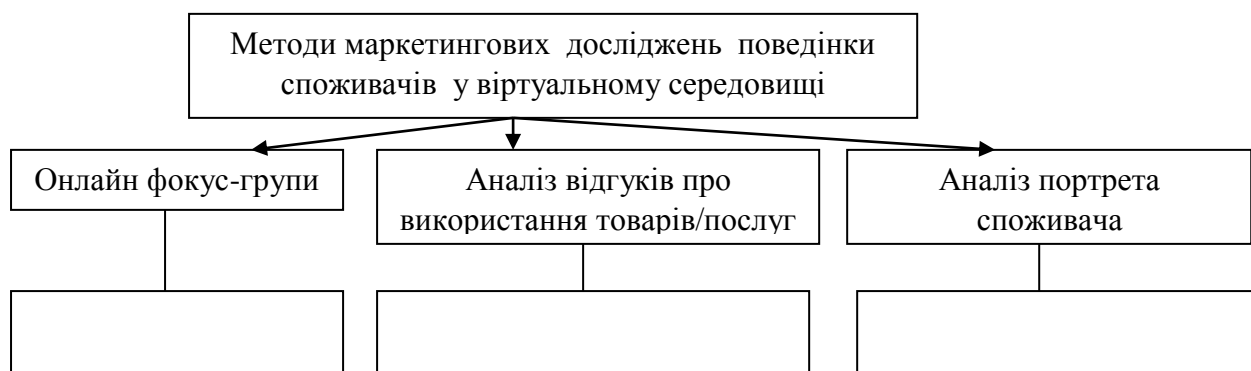 Методи маркетингових досліджень поведінки
споживачів у віртуальному середовищі
Онлайн фокус-групи
Аналіз відгуків про
використання товарів/послуг
Аналіз портрета
споживача